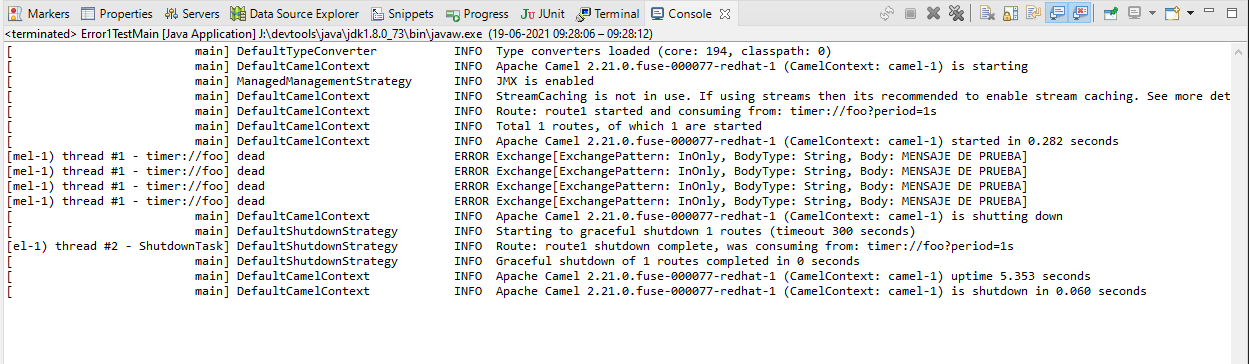 Markers Properties Servers Data Source Explorer Snippets Progress JUnit Terminal Console
<terminated> Error1TestMain [Java Application] J:\devtools\java\jdk1.8.0_73\bin\javaw.exe (19-06-2021 09:28:06 – 09:28:12)
[ main] DefaultTypeConverter INFO Type converters loaded (core: 194, classpath: 0)
[ main] DefaultCamelContext INFO Apache Camel 2.21.0.fuse-000077-redhat-1 (CamelContext: camel-1) is starting
[ main] ManagedManagementStrategy INFO JMX is enabled
[ main] DefaultCamelContext INFO StreamCaching is not in use. If using streams then its recommended to enable stream caching. See more det
[ main] DefaultCamelContext INFO Route: route1 started and consuming from: timer://foo?period=1s
[ main] DefaultCamelContext INFO Total 1 routes, of which 1 are started
[ main] DefaultCamelContext INFO Apache Camel 2.21.0.fuse-000077-redhat-1 (CamelContext: camel-1) started in 0.282 seconds
[mel-1) thread #1 - timer://foo] dead ERROR Exchange[ExchangePattern: InOnly, BodyType: String, Body: MENSAJE DE PRUEBA]
[mel-1) thread #1 - timer://foo] dead ERROR Exchange[ExchangePattern: InOnly, BodyType: String, Body: MENSAJE DE PRUEBA]
[mel-1) thread #1 - timer://foo] dead ERROR Exchange[ExchangePattern: InOnly, BodyType: String, Body: MENSAJE DE PRUEBA]
[mel-1) thread #1 - timer://foo] dead ERROR Exchange[ExchangePattern: InOnly, BodyType: String, Body: MENSAJE DE PRUEBA]
[ main] DefaultCamelContext INFO Apache Camel 2.21.0.fuse-000077-redhat-1 (CamelContext: camel-1) is shutting down
[ main] DefaultShutdownStrategy INFO Starting to graceful shutdown 1 routes (timeout 300 seconds)
[el-1) thread #2 - ShutdownTask] DefaultShutdownStrategy INFO Route: route1 shutdown complete, was consuming from: timer://foo?period=1s
[ main] DefaultShutdownStrategy INFO Graceful shutdown of 1 routes completed in 0 seconds
[ main] DefaultCamelContext INFO Apache Camel 2.21.0.fuse-000077-redhat-1 (CamelContext: camel-1) uptime 5.353 seconds
[ main] DefaultCamelContext INFO Apache Camel 2.21.0.fuse-000077-redhat-1 (CamelContext: camel-1) is shutdown in 0.060 seconds